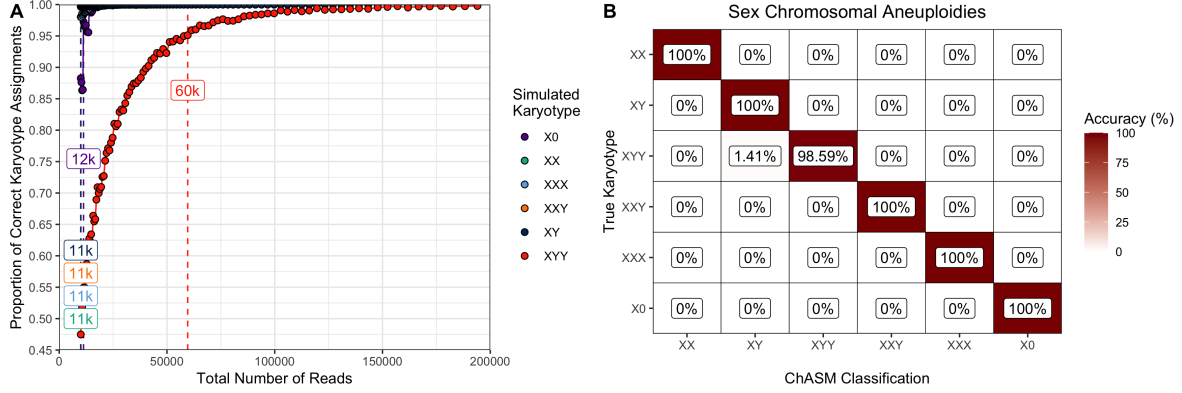 A
Proportion of Correct Karyotype Assignments
1.00
0.95
0.90
0.85
0.80
0.75
0.70
0.65
0.60
0.55
0.50
0.45
60k
12k
11k
11k
11k
11k
0
50000
100000
150000
200000
Total Number of Reads
Simulated
Karyotype
X0
XX
XXX
XXY
XY
XYY
B
Sex Chromosomal Aneuploidies
True Karyotype
XX 100% 0% 0% 0% 0% 0%
XY 0% 100% 0% 0% 0% 0%
XYY 0% 1.41% 98.59% 0% 0% 0%
XXY 0% 0% 0% 100% 0% 0%
XXX 0% 0% 0% 0% 100% 0%
X0 0% 0% 0% 0% 0% 100%
XX XY XYY XXY XXX X0
ChASM Classification
Accuracy (%)
100
75
50
25
0